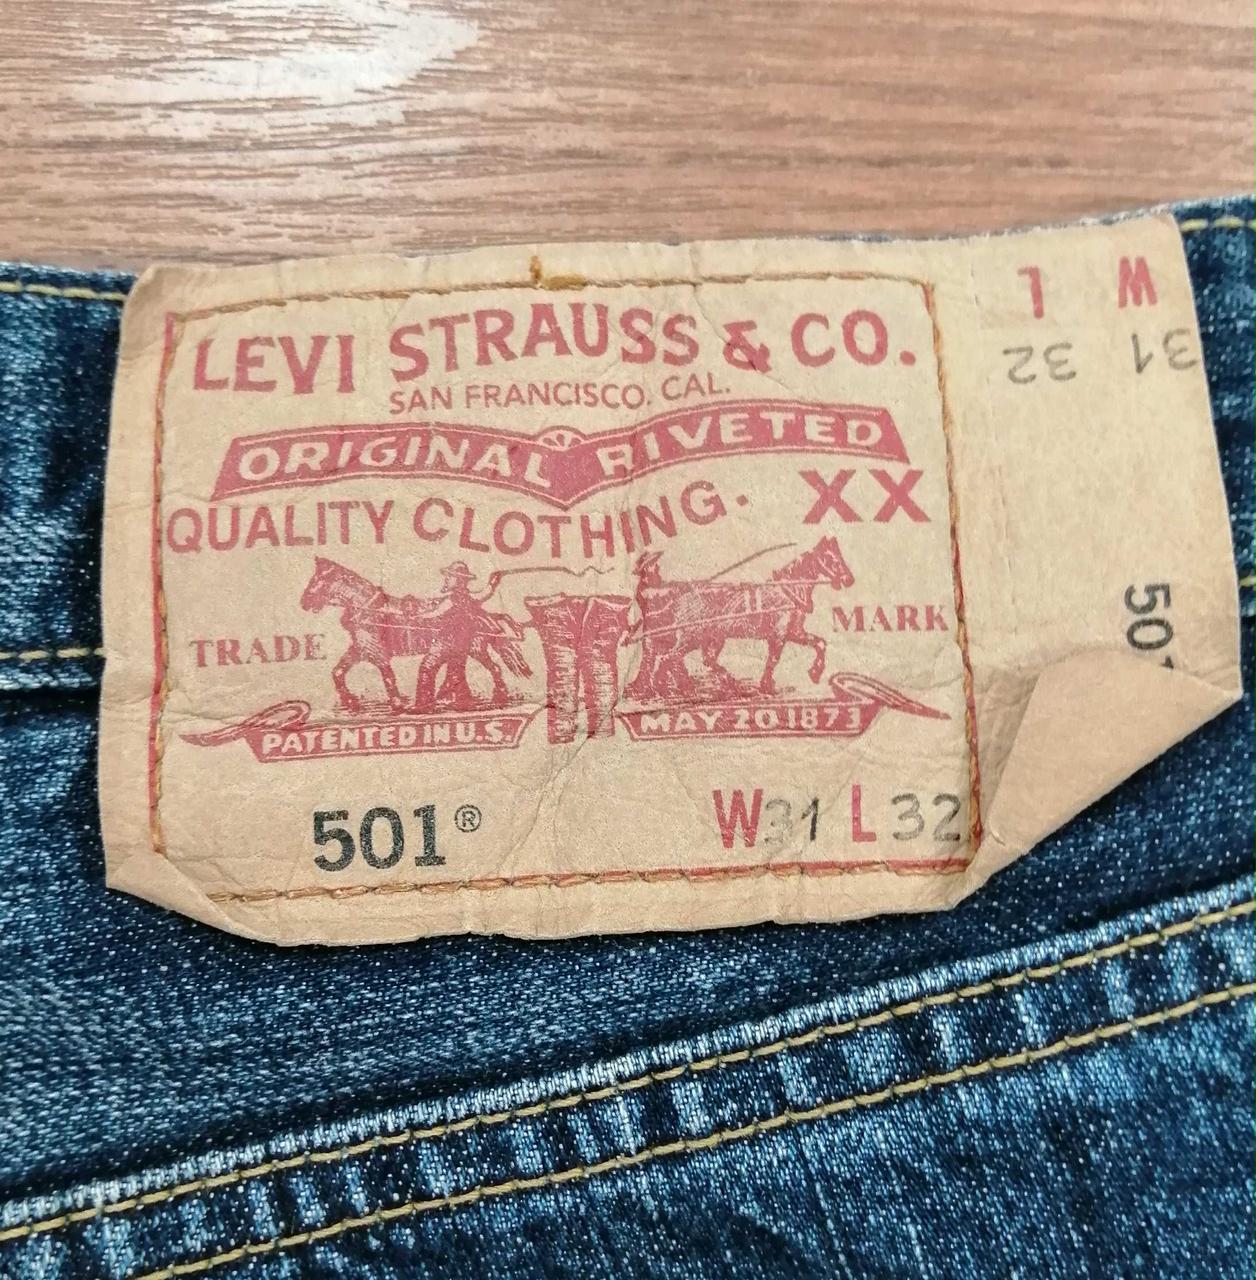 LEVI STRAUSS & CO.
SAN FRANCISCO, CAL.
ORIGINAL RIVETED
QUALITY CLOTHING. XX
TRADE MARK
PATENTED IN U.S. MAY 20 1873
501® W31 L32
L W
32 31
501